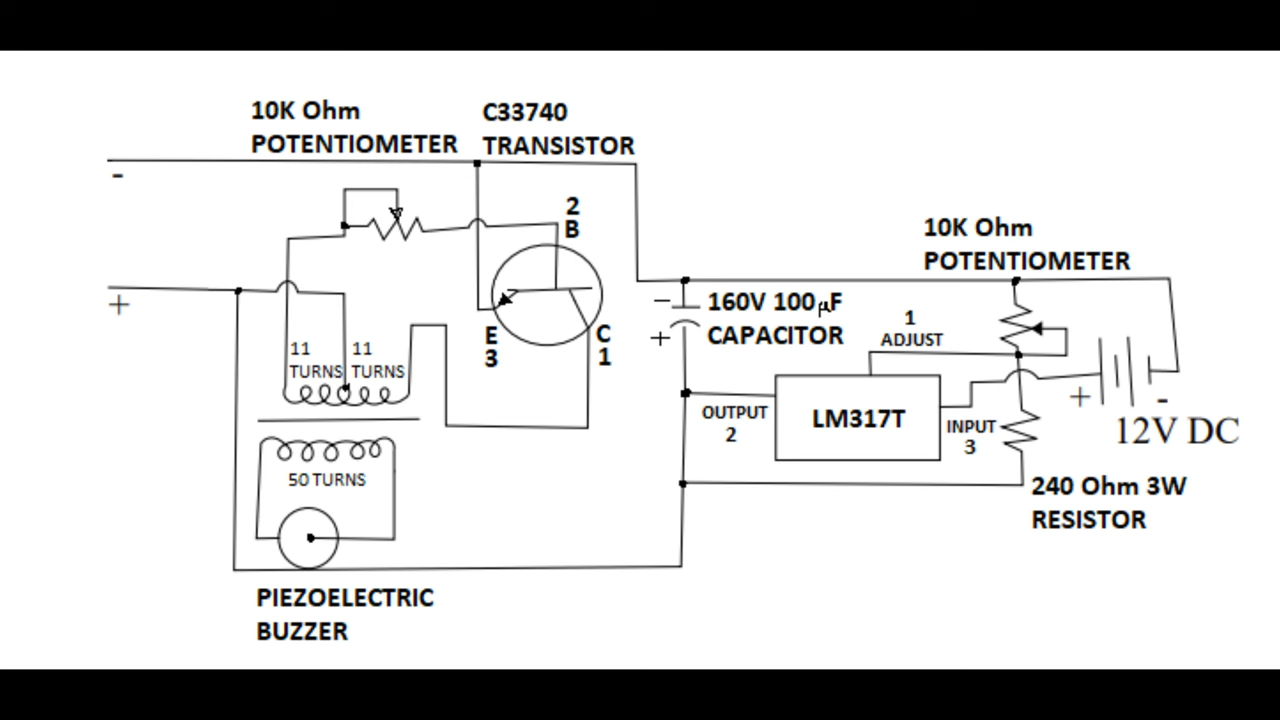 10K Ohm
POTENTIOMETER
C33740
TRANSISTOR
-
+
2
B
E
3
C
1
11
TURNS
11
TURNS
50 TURNS
PIEZOELECTRIC
BUZZER
−
160V 100µF
+
CAPACITOR
10K Ohm
POTENTIOMETER
1
ADJUST
OUTPUT
2
LM317T
INPUT
3
+
-
12V DC
240 Ohm 3W
RESISTOR